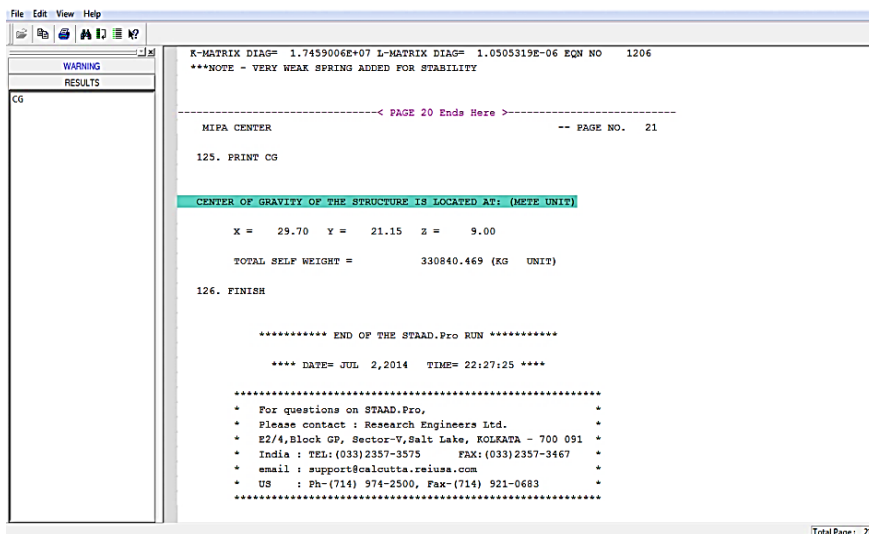 File Edit View Help
WARNING
RESULTS
CG
K-MATRIX DIAG= 1.7459006E+07 L-MATRIX DIAG= 1.0505319E-06 EQN NO 1206
***NOTE - VERY WEAK SPRING ADDED FOR STABILITY
< PAGE 20 Ends Here >
MIPA CENTER -- PAGE NO. 21
125. PRINT CG
CENTER OF GRAVITY OF THE STRUCTURE IS LOCATED AT: (METE UNIT)
X = 29.70 Y = 21.15 Z = 9.00
TOTAL SELF WEIGHT = 330840.469 (KG UNIT)
126. FINISH
*********** END OF THE STAAD.Pro RUN ***********
**** DATE= JUL 2,2014 TIME= 22:27:25 ****
***********************************************************
* For questions on STAAD.Pro, *
* Please contact : Research Engineers Ltd. *
* E2/4,Block GP, Sector-V,Salt Lake, KOLKATA - 700 091 *
* India : TEL:(033)2357-3575 FAX:(033)2357-3467 *
* email : support@calcutta.reiusa.com *
* US : Ph-(714) 974-2500, Fax-(714) 921-0683 *
***********************************************************
Total Page :